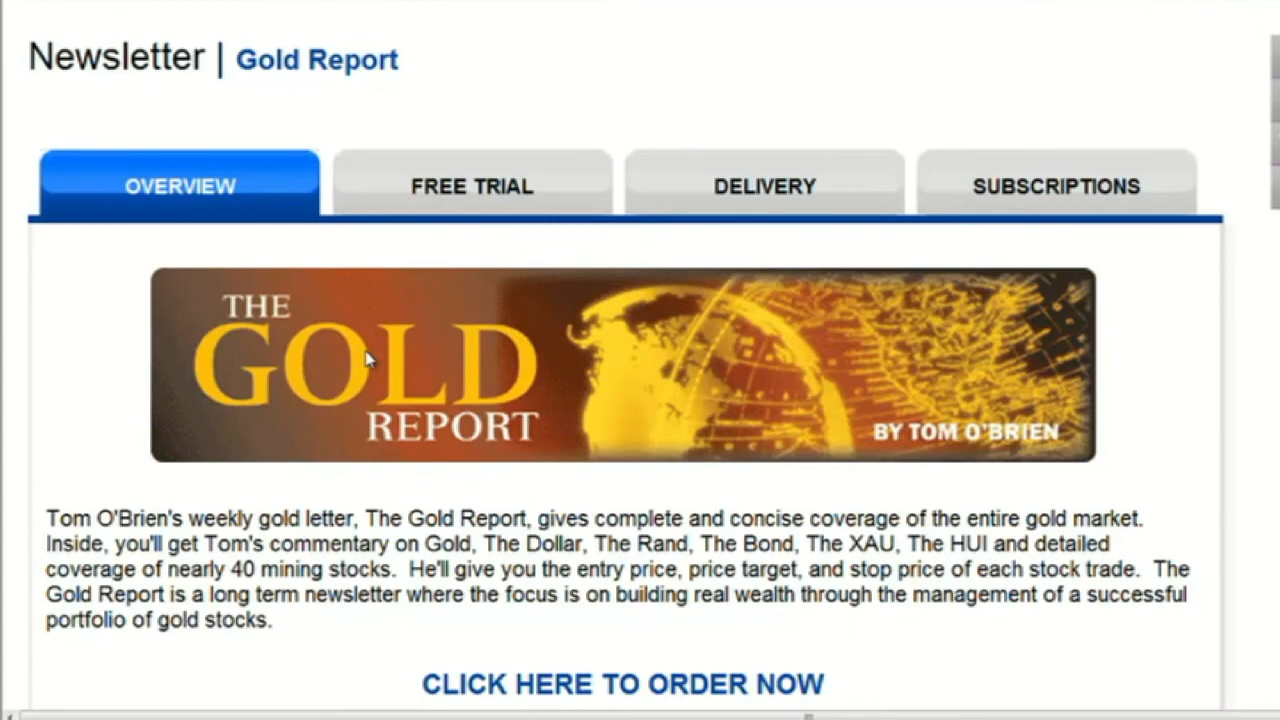 Newsletter | Gold Report
OVERVIEW FREE TRIAL DELIVERY SUBSCRIPTIONS
THE
GOLD
REPORT
BY TOM O'BRIEN
Tom O'Brien's weekly gold letter, The Gold Report, gives complete and concise coverage of the entire gold market.
Inside, you'll get Tom's commentary on Gold, The Dollar, The Rand, The Bond, The XAU, The HUI and detailed
coverage of nearly 40 mining stocks.  He'll give you the entry price, price target, and stop price of each stock trade.  The
Gold Report is a long term newsletter where the focus is on building real wealth through the management of a successful
portfolio of gold stocks.
CLICK HERE TO ORDER NOW